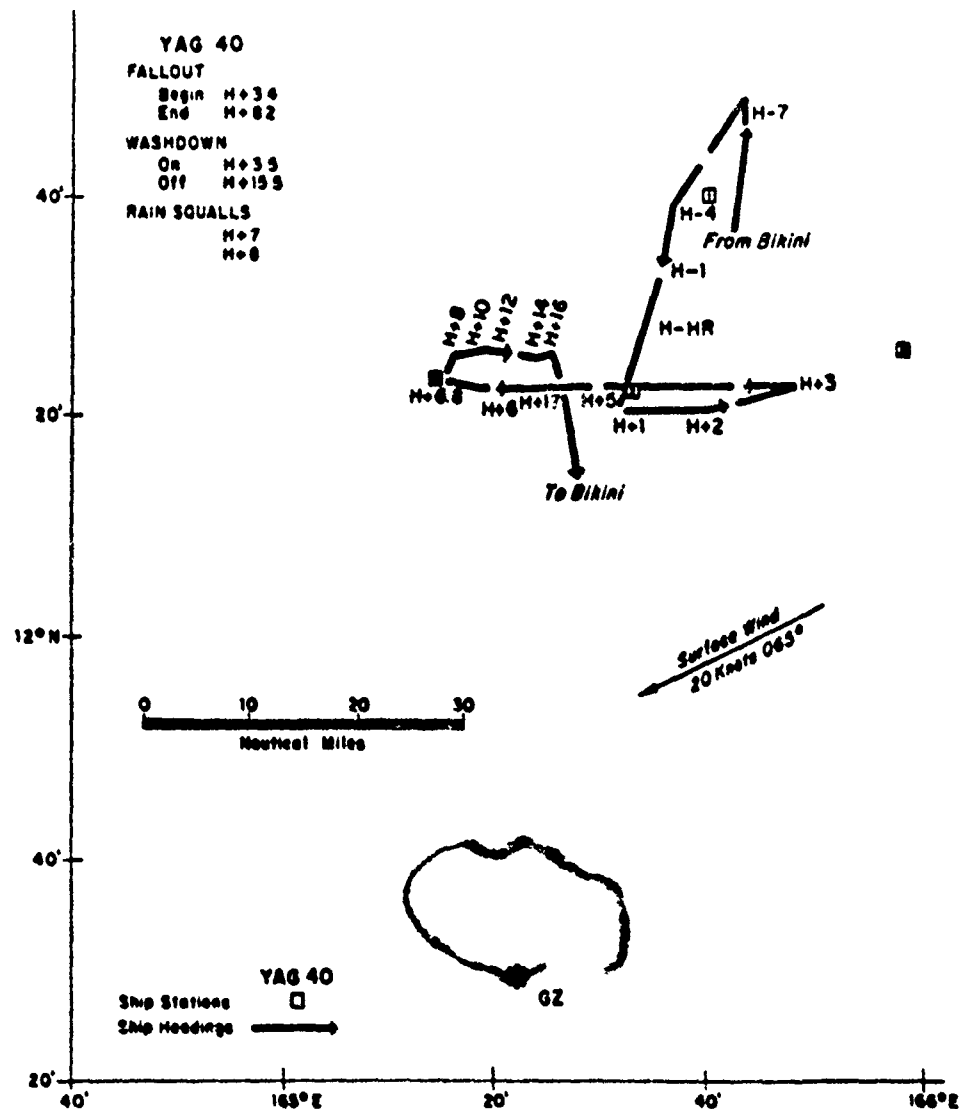 YAG 40
FALLOUT
Begin H+3.4
End H+8.2
WASHDOWN
On H+3.5
Off H+15.5
RAIN SQUALLS
H+7
H+8
H-7
40'
H-4
From Bikini
H-1
H+8
H+10
H+12
H+14
H+16
H-HR
H+6.8
H+6
H+17
H+5
H+3
20'
H+1
H+2
To Bikini
12°N
Surface Wind
20 Knots 065°
0 10 20 30
Nautical Miles
40'
GZ
YAG 40
Ship Stations
Ship Headings
20'
40' 165°E 20' 40' 166°E